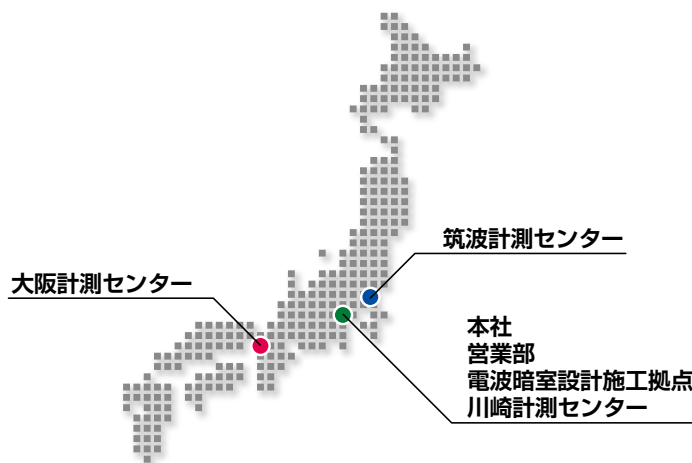 筑波計測センター
大阪計測センター
本社
営業部
電波暗室設計施工拠点
川崎計測センター